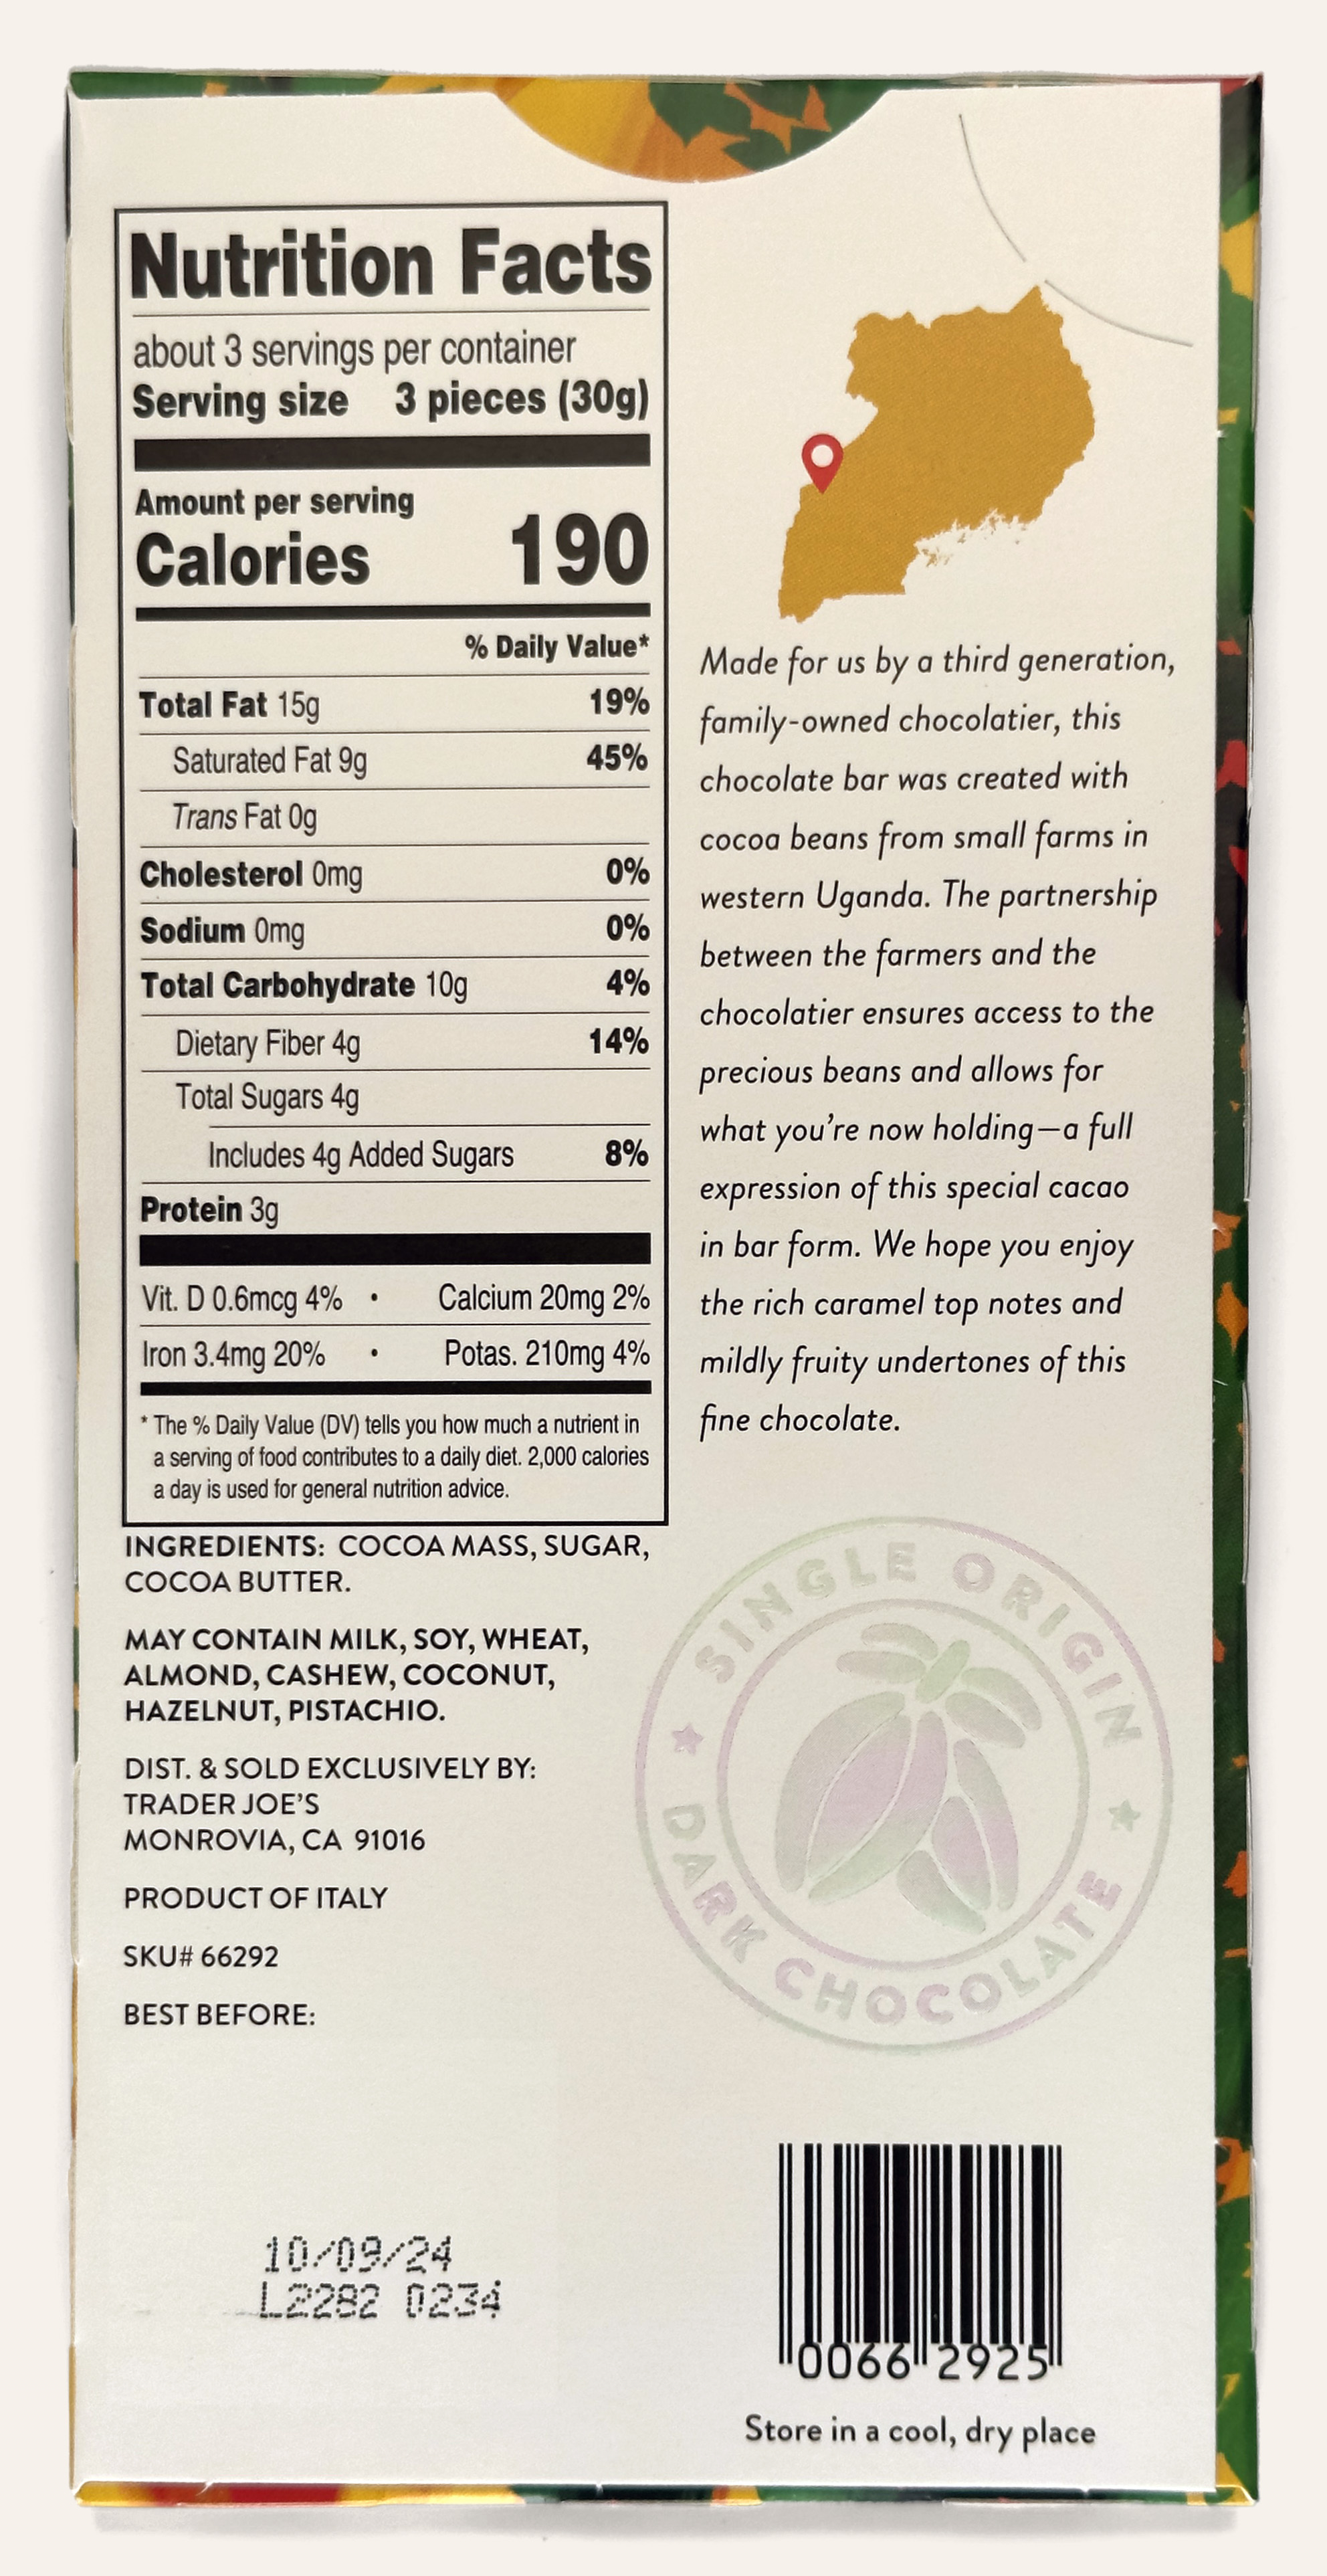 Nutrition Facts
about 3 servings per container
Serving size 3 pieces (30g)
Amount per serving
Calories 190
% Daily Value*
Total Fat 15g 19%
Saturated Fat 9g 45%
Trans Fat 0g
Cholesterol 0mg 0%
Sodium 0mg 0%
Total Carbohydrate 10g 4%
Dietary Fiber 4g 14%
Total Sugars 4g
Includes 4g Added Sugars 8%
Protein 3g
Vit. D 0.6mcg 4% • Calcium 20mg 2%
Iron 3.4mg 20% • Potas. 210mg 4%
* The % Daily Value (DV) tells you how much a nutrient in
a serving of food contributes to a daily diet. 2,000 calories
a day is used for general nutrition advice.
INGREDIENTS: COCOA MASS, SUGAR,
COCOA BUTTER.
MAY CONTAIN MILK, SOY, WHEAT,
ALMOND, CASHEW, COCONUT,
HAZELNUT, PISTACHIO.
DIST. & SOLD EXCLUSIVELY BY:
TRADER JOE'S
MONROVIA, CA 91016
PRODUCT OF ITALY
SKU# 66292
BEST BEFORE:
10/09/24
L2282 0234
Made for us by a third generation,
family-owned chocolatier, this
chocolate bar was created with
cocoa beans from small farms in
western Uganda. The partnership
between the farmers and the
chocolatier ensures access to the
precious beans and allows for
what you're now holding—a full
expression of this special cacao
in bar form. We hope you enjoy
the rich caramel top notes and
mildly fruity undertones of this
fine chocolate.
SINGLE ORIGIN
DARK CHOCOLATE
0066 2925
Store in a cool, dry place